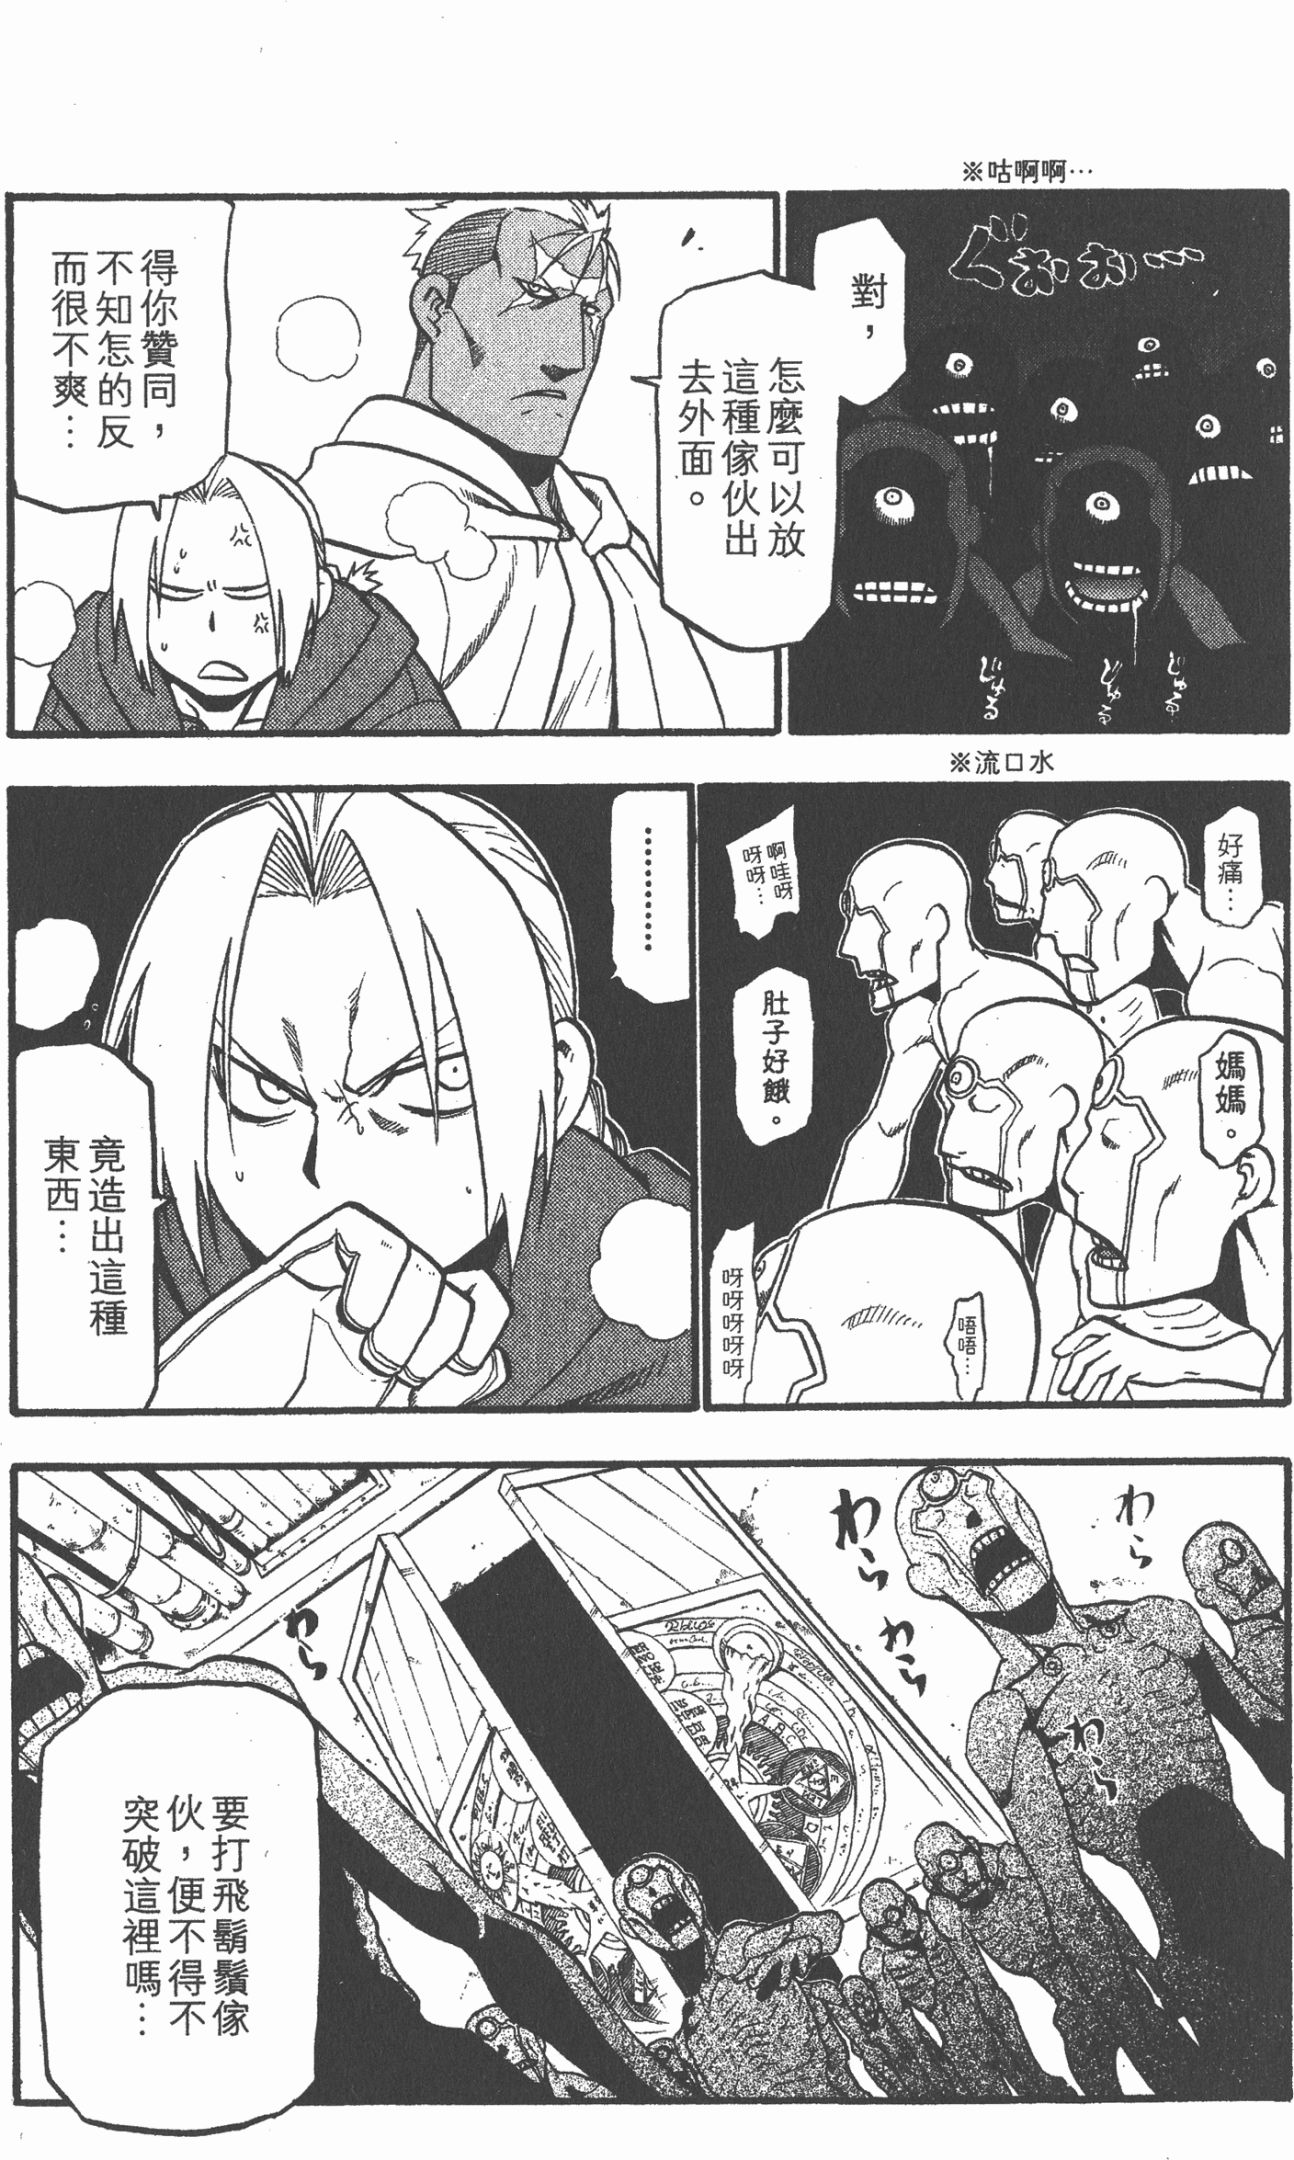 ※咕啊啊…
ぐおおお…
對，
怎麼可以放
這種傢伙出
去外面。
得你贊同，
不知怎的反
而很不爽…
じゅる
じゅる
じゅる
※流口水
好痛…
啊哇呀
呀呀…
肚子好餓。
媽媽。
呀呀呀呀呀
唔唔…
…………
竟造出這種
東西…
わら
わら
わら
わら
わら
要打飛鬍鬚傢
伙，便不得不
突破這裡嗎…